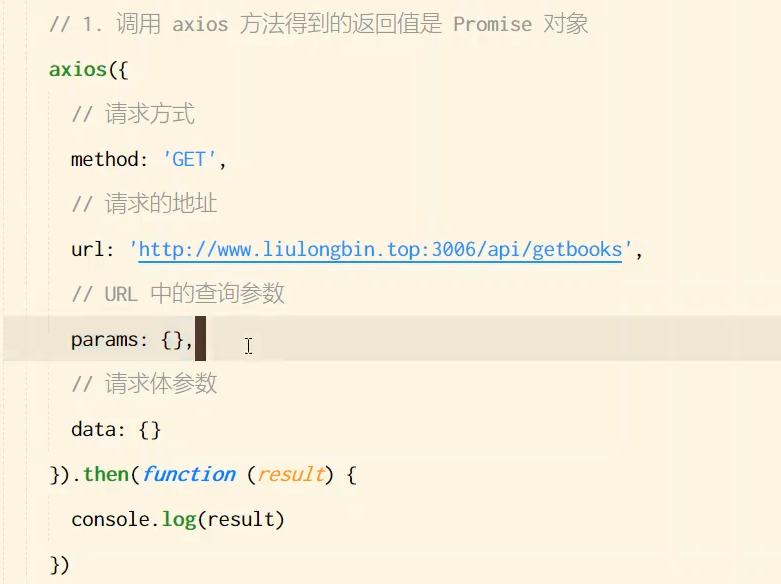 // 1. 调用 axios 方法得到的返回值是 Promise 对象
axios({
// 请求方式
method: 'GET',
// 请求的地址
url: 'http://www.liulongbin.top:3006/api/getbooks',
// URL 中的查询参数
params: {},
// 请求体参数
data: {}
}).then(function (result) {
console.log(result)
})